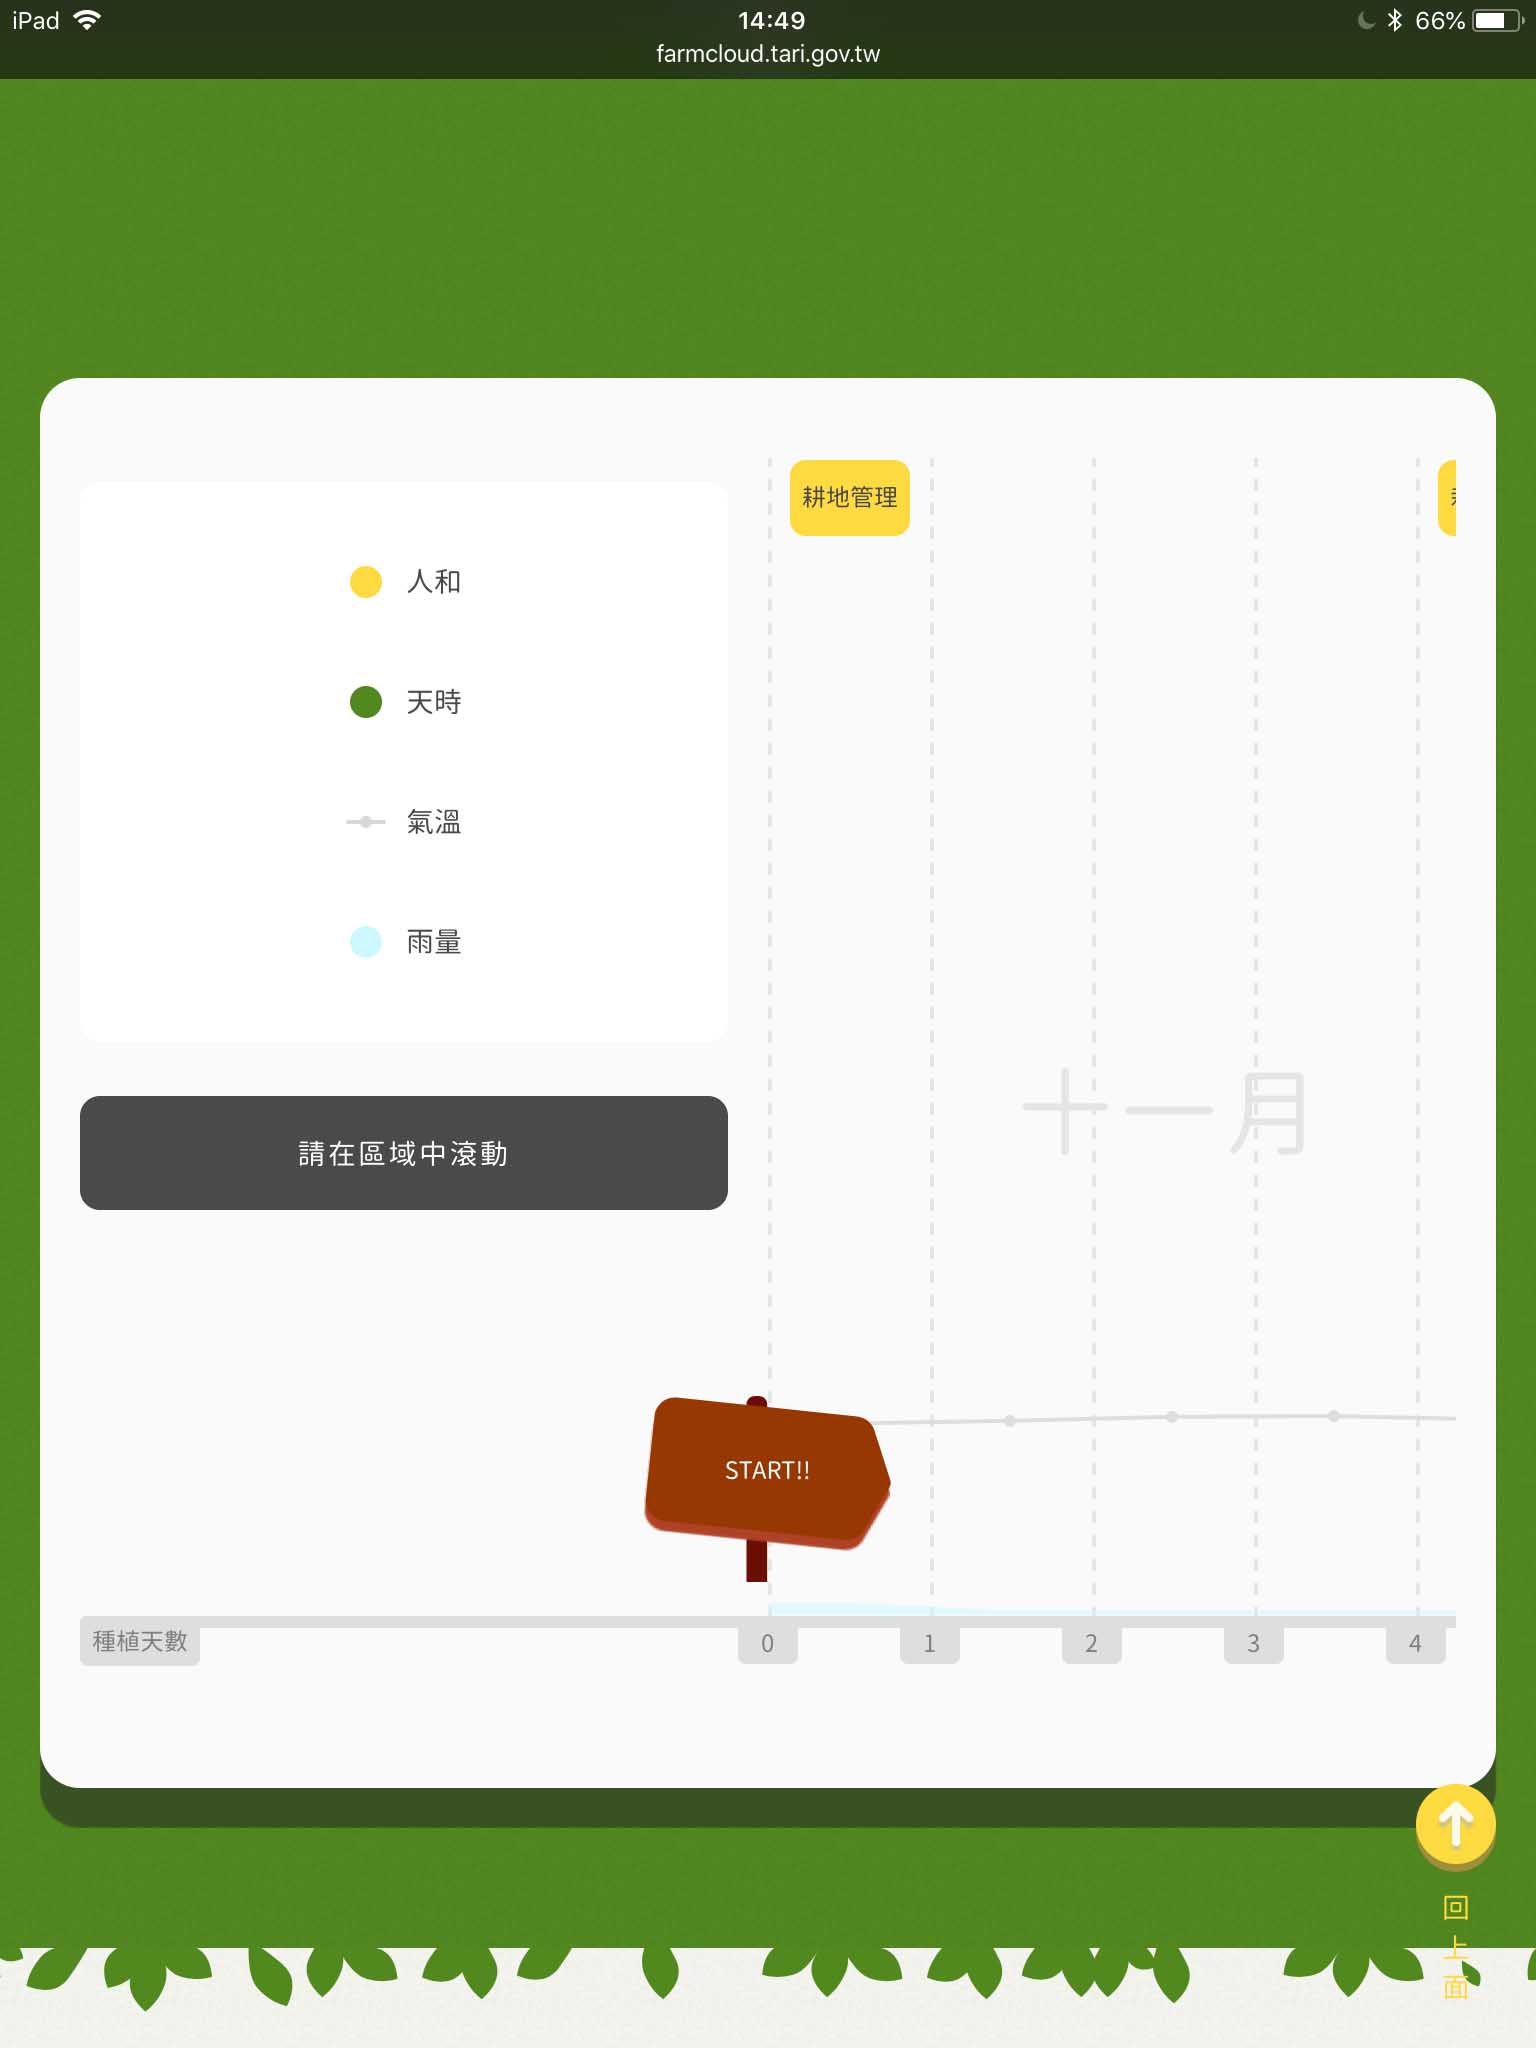 iPad
14:49
66%
farmcloud.tari.gov.tw
耕地管理
人和
天時
氣溫
雨量
十一月
請在區域中滾動
START!!
種植天數
0
1
2
3
4
回
上
面